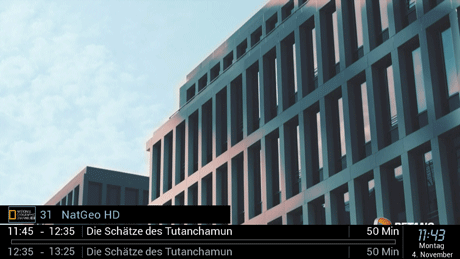 31 NatGeo HD
11:45 - 12:35 Die Schätze des Tutanchamun 50 Min
12:35 - 13:25 Die Schätze des Tutanchamun 50 Min
11:43
Montag
4. November